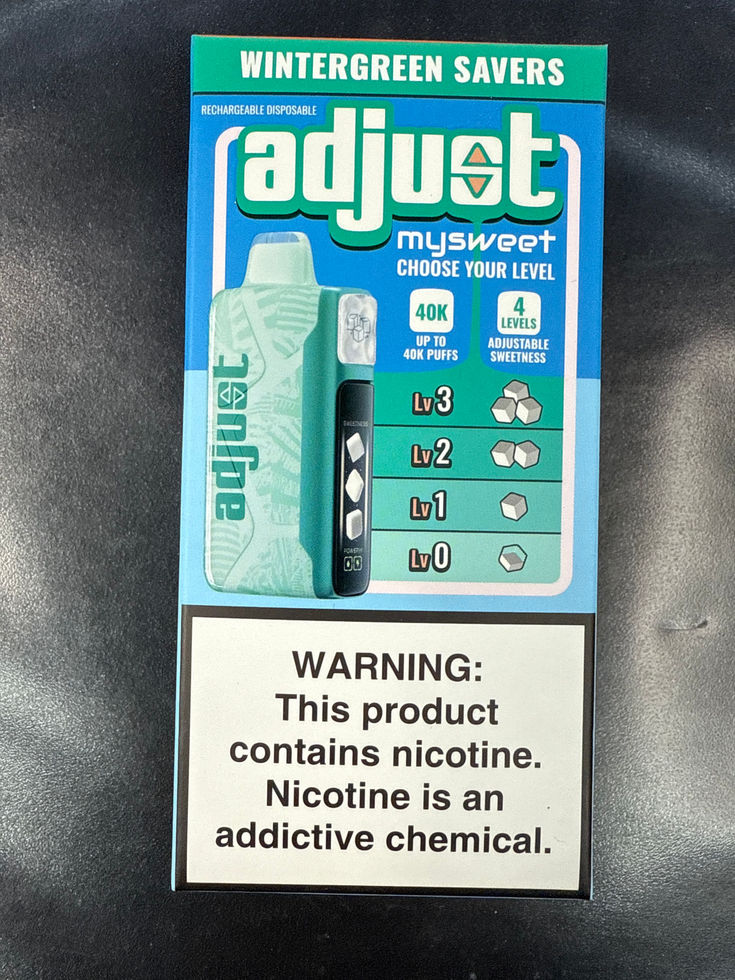 WINTERGREEN SAVERS
RECHARGEABLE DISPOSABLE
adjust
mysweet
CHOOSE YOUR LEVEL
40K
UP TO
40K PUFFS
4
LEVELS
ADJUSTABLE
SWEETNESS
adjust
SWEETNESS
Lv3
Lv2
Lv1
Lv0
WARNING:
This product
contains nicotine.
Nicotine is an
addictive chemical.